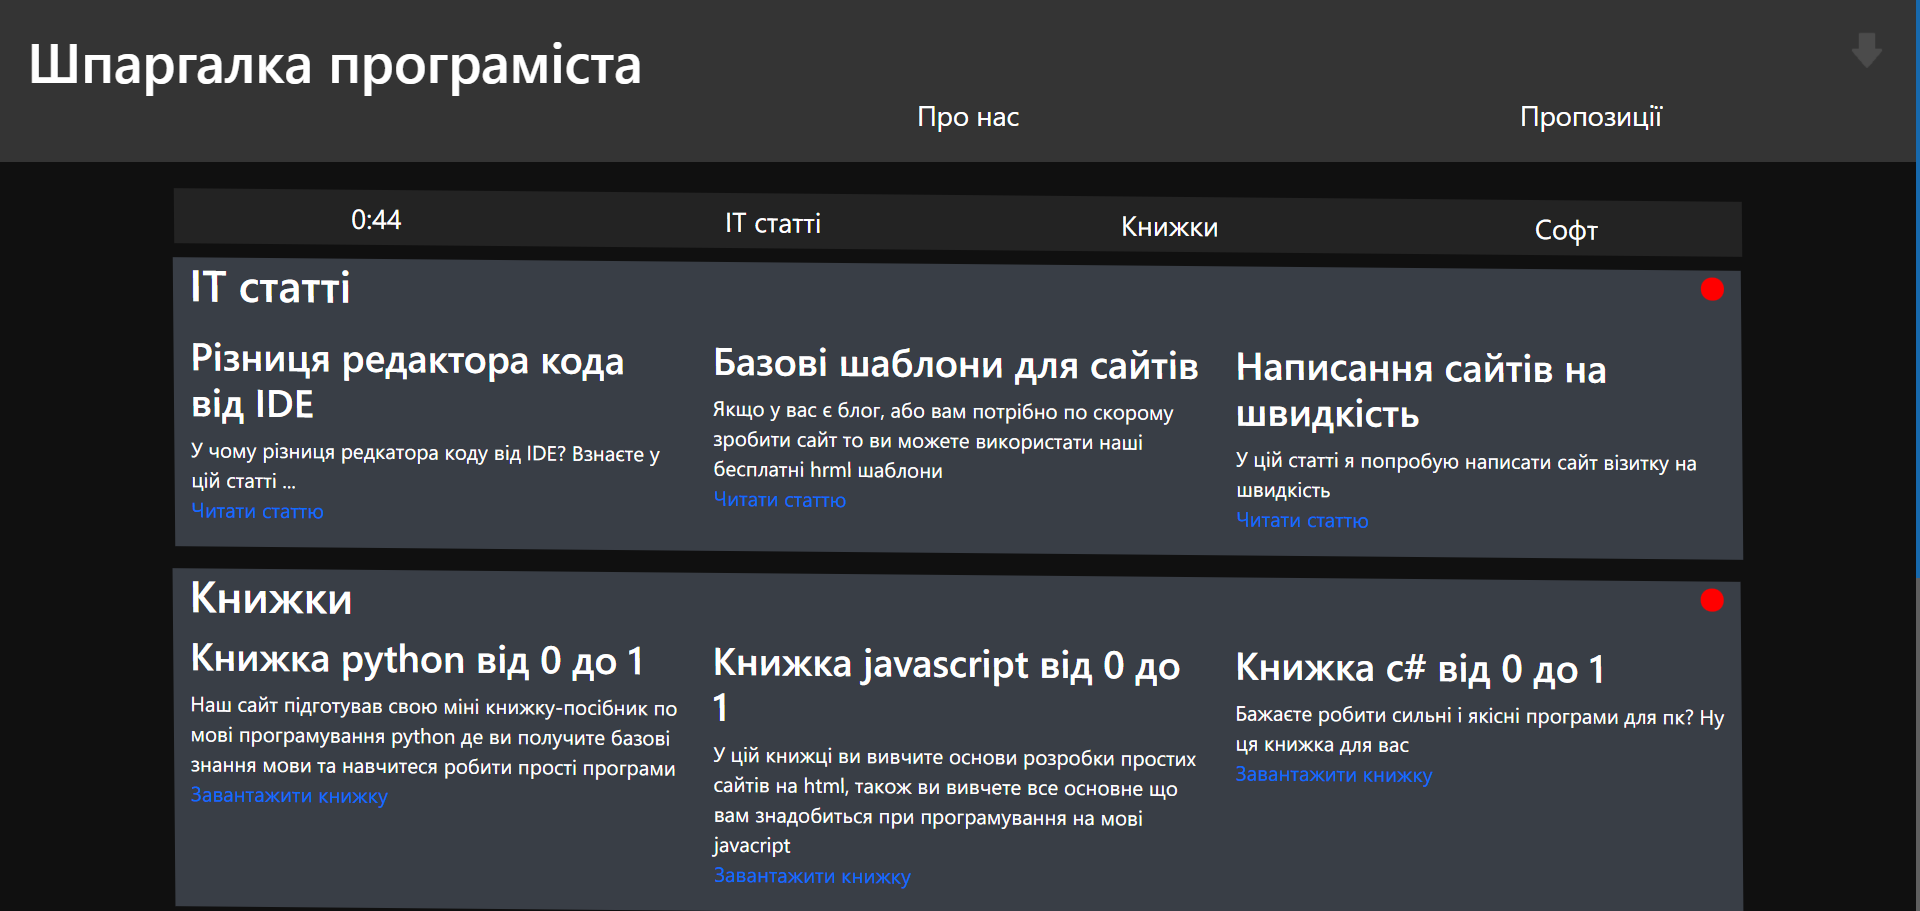 Шпаргалка програміста
Про нас
Пропозиції
0:44
IT статті
Книжки
Софт
IT статті
Різниця редактора кода
від IDE
У чому різниця редкатора коду від IDE? Взнаєте у
цій статті ...
Читати статтю
Базові шаблони для сайтів
Якщо у вас є блог, або вам потрібно по скорому
зробити сайт то ви можете використати наші
бесплатні hrml шаблони
Читати статтю
Написання сайтів на
швидкість
У цій статті я попробую написати сайт візитку на
швидкість
Читати статтю
Книжки
Книжка python від 0 до 1
Наш сайт підготував свою міні книжку-посібник по
мові програмування python де ви получите базові
знання мови та навчитеся робити прості програми
Завантажити книжку
Книжка javascript від 0 до
1
У цій книжці ви вивчите основи розробки простих
сайтів на html, також ви вивчете все основне що
вам знадобиться при програмування на мові
javacript
Завантажити книжку
Книжка c# від 0 до 1
Бажаєте робити сильні і якісні програми для пк? Ну
ця книжка для вас
Завантажити книжку